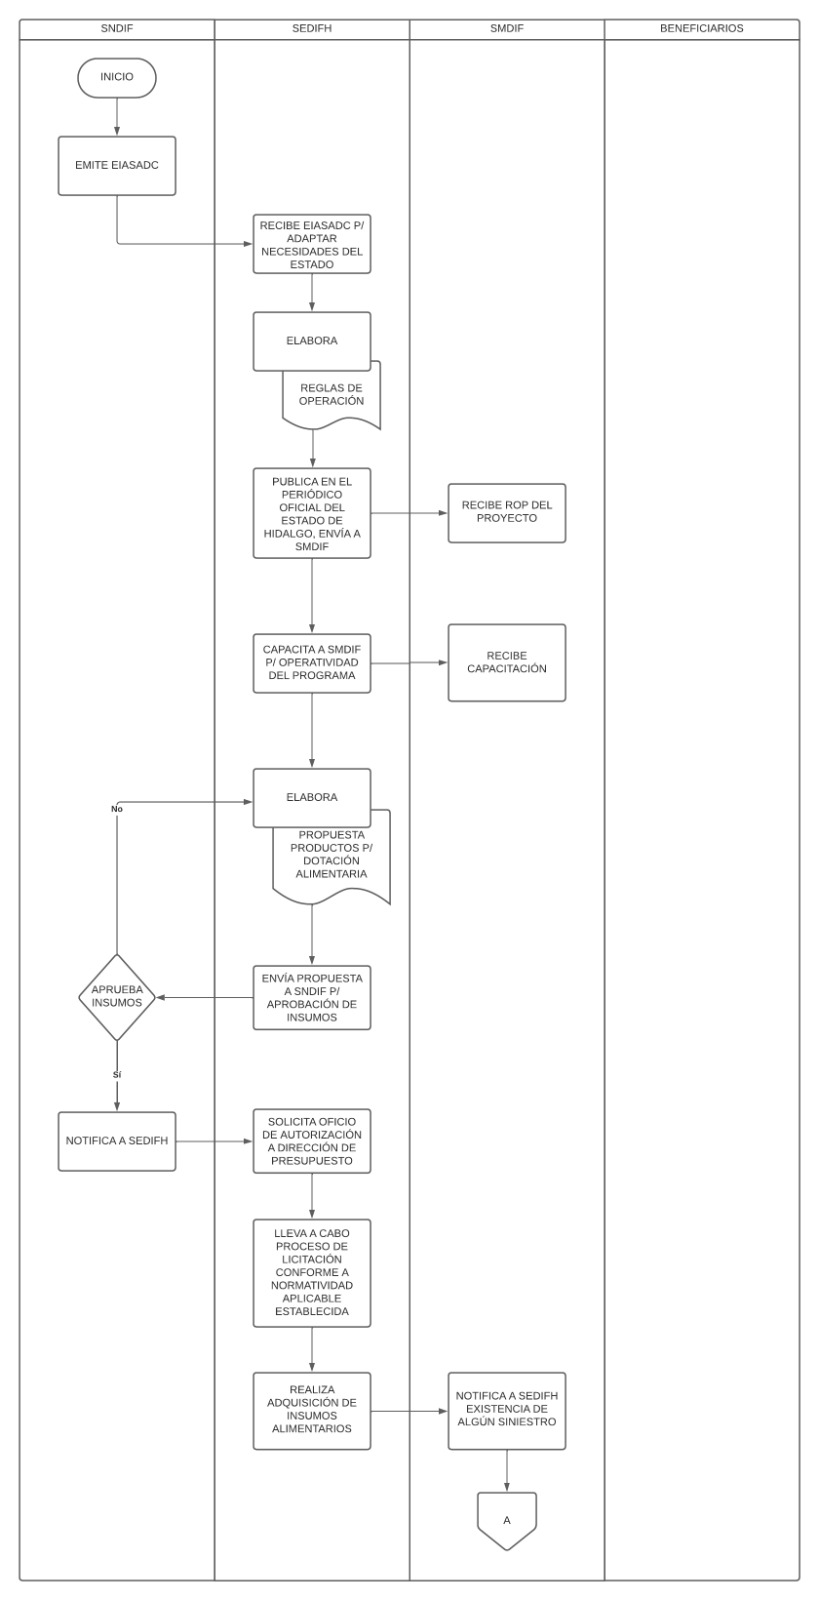 SNDIF
SEDIFH
SMDIF
BENEFICIARIOS
INICIO
EMITE EIASADC
RECIBE EIASADC P/
ADAPTAR
NECESIDADES DEL
ESTADO
ELABORA
REGLAS DE
OPERACIÓN
PUBLICA EN EL
PERIÓDICO
OFICIAL DEL
ESTADO DE
HIDALGO, ENVÍA A
SMDIF
RECIBE ROP DEL
PROYECTO
CAPACITA A SMDIF
P/ OPERATIVIDAD
DEL PROGRAMA
RECIBE
CAPACITACIÓN
ELABORA
No
PROPUESTA
PRODUCTOS P/
DOTACIÓN
ALIMENTARIA
ENVÍA PROPUESTA
A SNDIF P/
APROBACIÓN DE
INSUMOS
APRUEBA
INSUMOS
Sí
NOTIFICA A SEDIFH
SOLICITA OFICIO
DE AUTORIZACIÓN
A DIRECCIÓN DE
PRESUPUESTO
LLEVA A CABO
PROCESO DE
LICITACIÓN
CONFORME A
NORMATIVIDAD
APLICABLE
ESTABLECIDA
REALIZA
ADQUISICIÓN DE
INSUMOS
ALIMENTARIOS
NOTIFICA A SEDIFH
EXISTENCIA DE
ALGÚN SINIESTRO
A